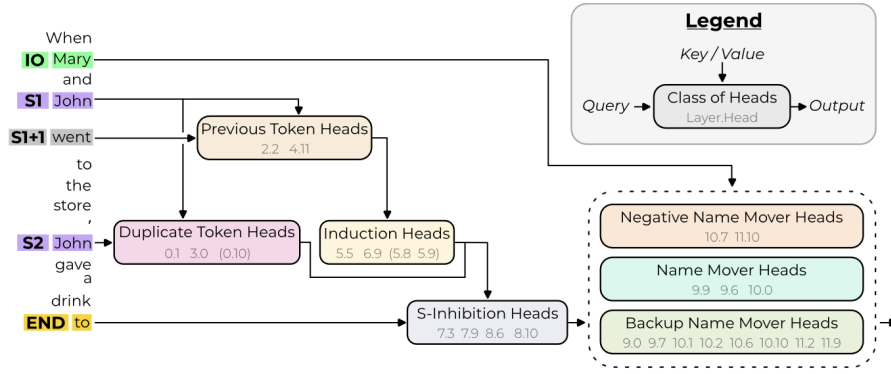 Legend
Key / Value
Query
Class of Heads
Layer.Head
Output
When
IO Mary
and
S1 John
S1+1 went
to
the
store
,
S2 John
gave
a
drink
END to
Previous Token Heads
2.2 4.11
Duplicate Token Heads
0.1 3.0 (0.10)
Induction Heads
5.5 6.9 (5.8 5.9)
S-Inhibition Heads
7.3 7.9 8.6 8.10
Negative Name Mover Heads
10.7 11.10
Name Mover Heads
9.9 9.6 10.0
Backup Name Mover Heads
9.0 9.7 10.1 10.2 10.6 10.10 11.2 11.9